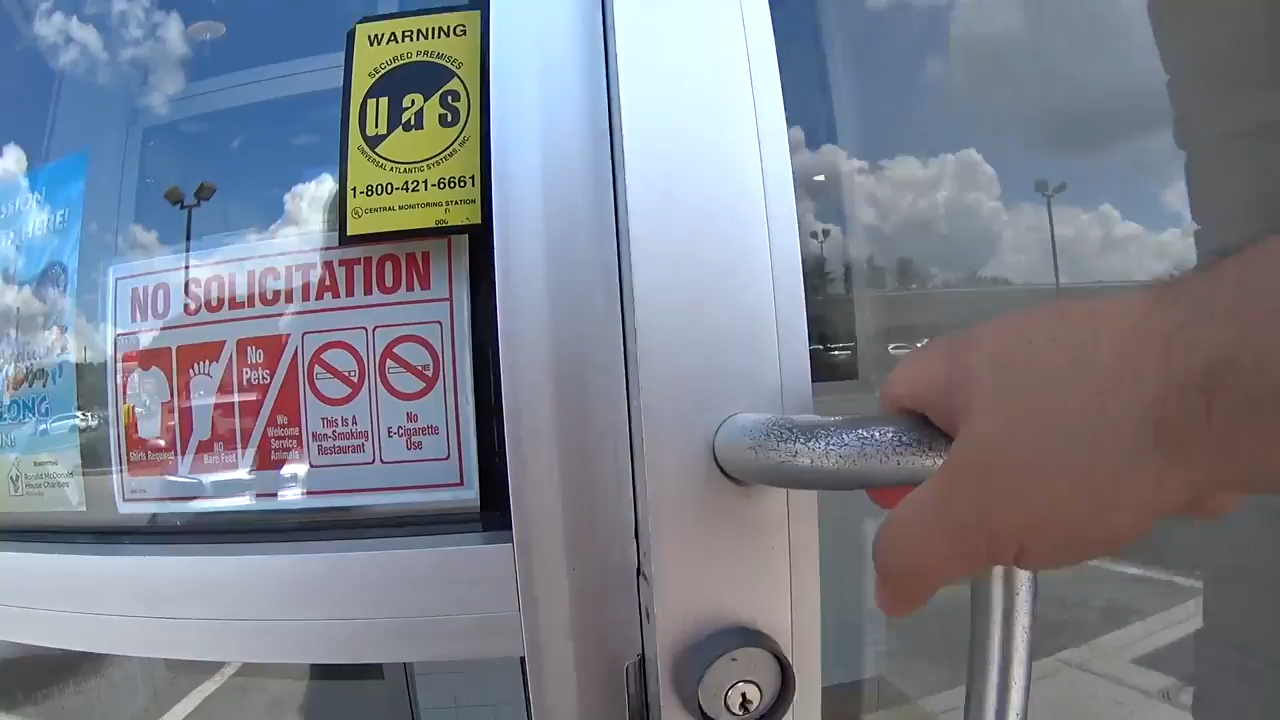 WARNING
SECURED PREMISES
uas
UNIVERSAL ATLANTIC SYSTEMS, INC.
1-800-421-6661
UL CENTRAL MONITORING STATION
NO SOLICITATION
Shirts Required
NO
Bare Feet
No
Pets
We
Welcome
Service
Animals
This Is A
Non-Smoking
Restaurant
No
E-Cigarette
Use
HERE!
Ronald McDonald
House Charities